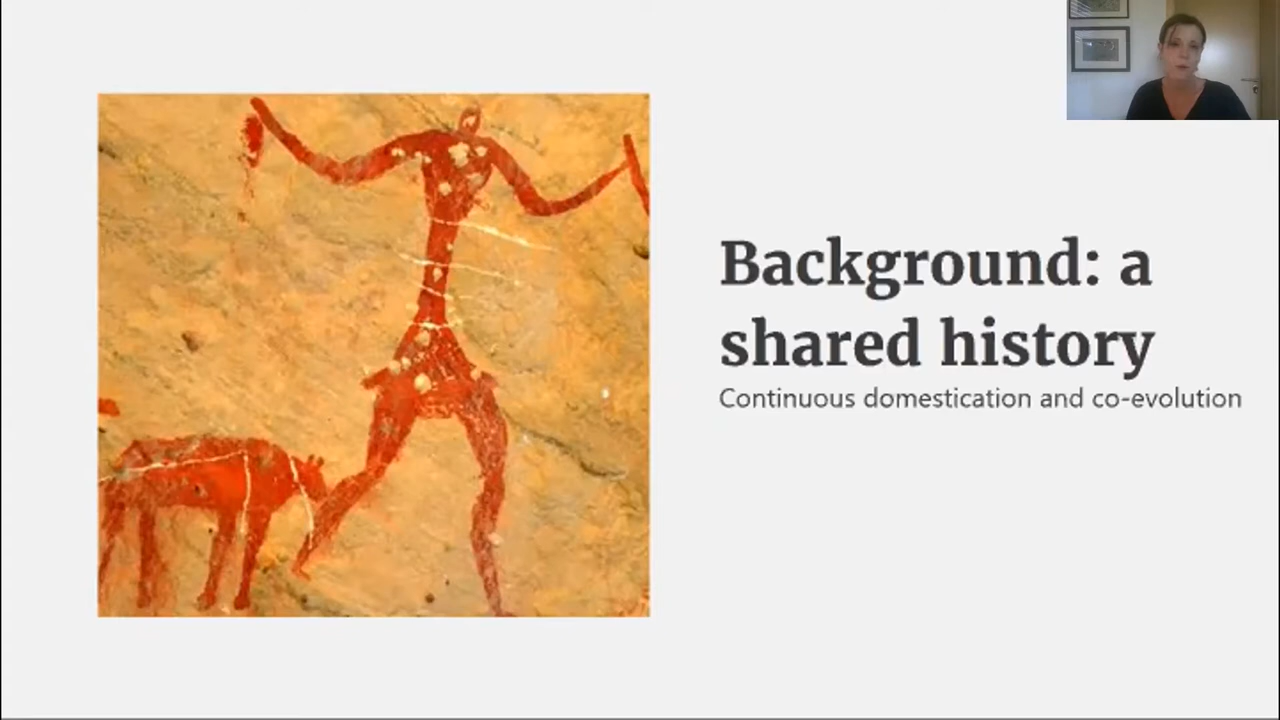 Background: a
shared history
Continuous domestication and co-evolution